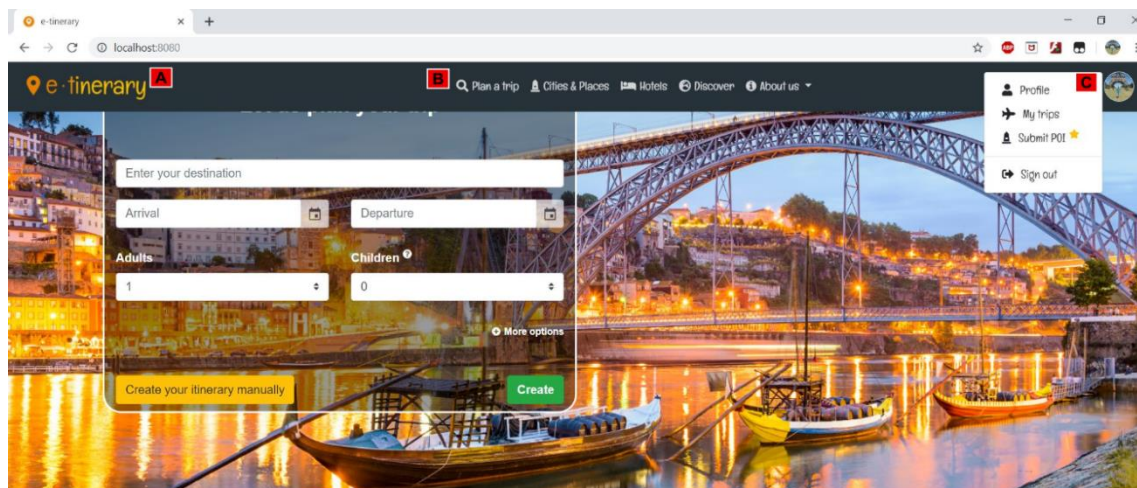 e-tinerary
localhost:8080
ABP
e·tinerary A
B Plan a trip Cities & Places Hotels Discover About us
C
Profile
My trips
Submit POI
Sign out
Enter your destination
Arrival Departure
Adults Children
1 0
More options
Create your itinerary manually Create